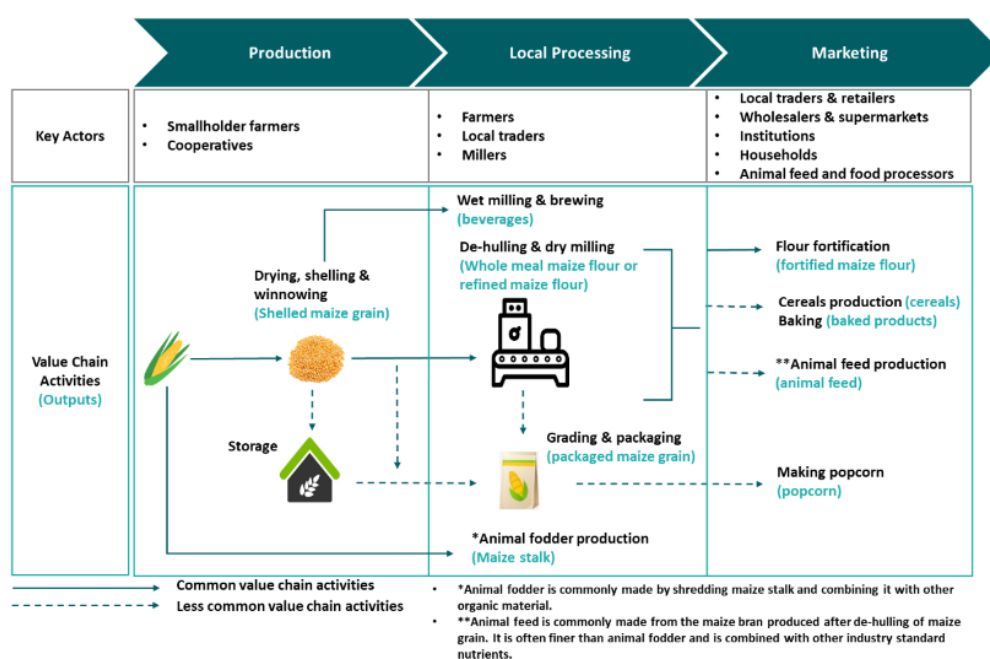 Production
Local Processing
Marketing
Key Actors
• Smallholder farmers
• Cooperatives
• Farmers
• Local traders
• Millers
• Local traders & retailers
• Wholesalers & supermarkets
• Institutions
• Households
• Animal feed and food processors
Value Chain
Activities
(Outputs)
Drying, shelling &
winnowing
(Shelled maize grain)
Storage
Wet milling & brewing
(beverages)
De-hulling & dry milling
(Whole meal maize flour or
refined maize flour)
Grading & packaging
(packaged maize grain)
*Animal fodder production
(Maize stalk)
Flour fortification
(fortified maize flour)
Cereals production (cereals)
Baking (baked products)
**Animal feed production
(animal feed)
Making popcorn
(popcorn)
Common value chain activities
Less common value chain activities
• *Animal fodder is commonly made by shredding maize stalk and combining it with other
organic material.
• **Animal feed is commonly made from the maize bran produced after de-hulling of maize
grain. It is often finer than animal fodder and is combined with other industry standard
nutrients.